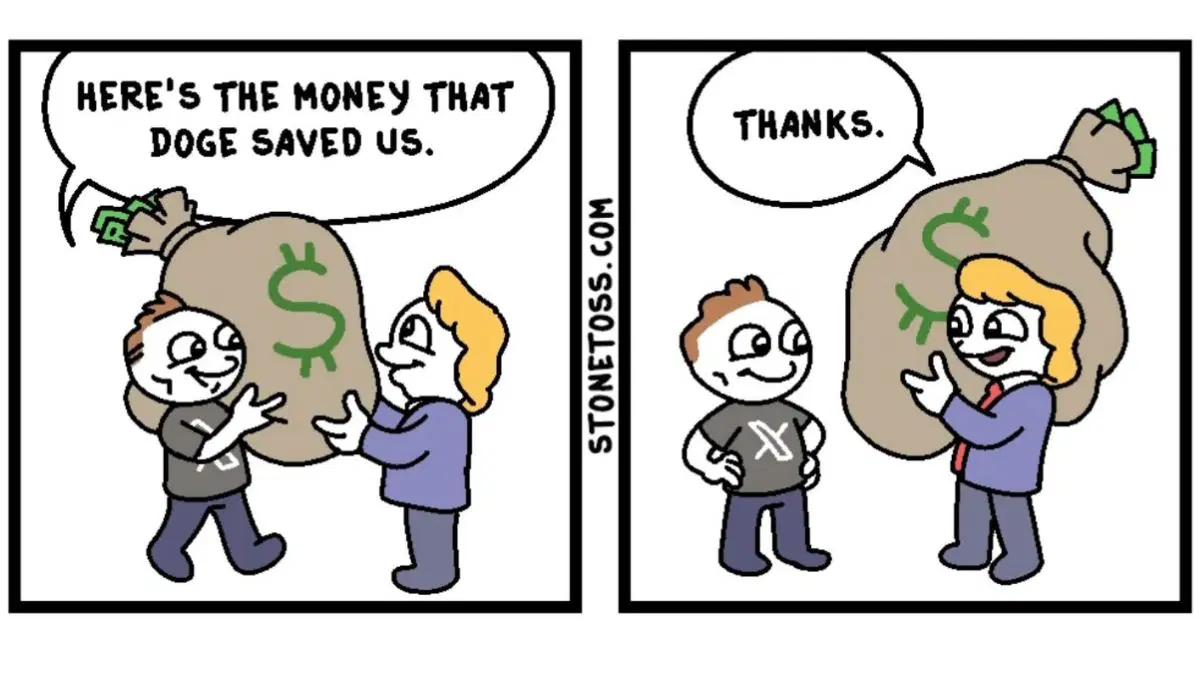 HERE'S THE MONEY THAT
DOGE SAVED US.
$
X
STONETOSS.COM
THANKS.
$
X